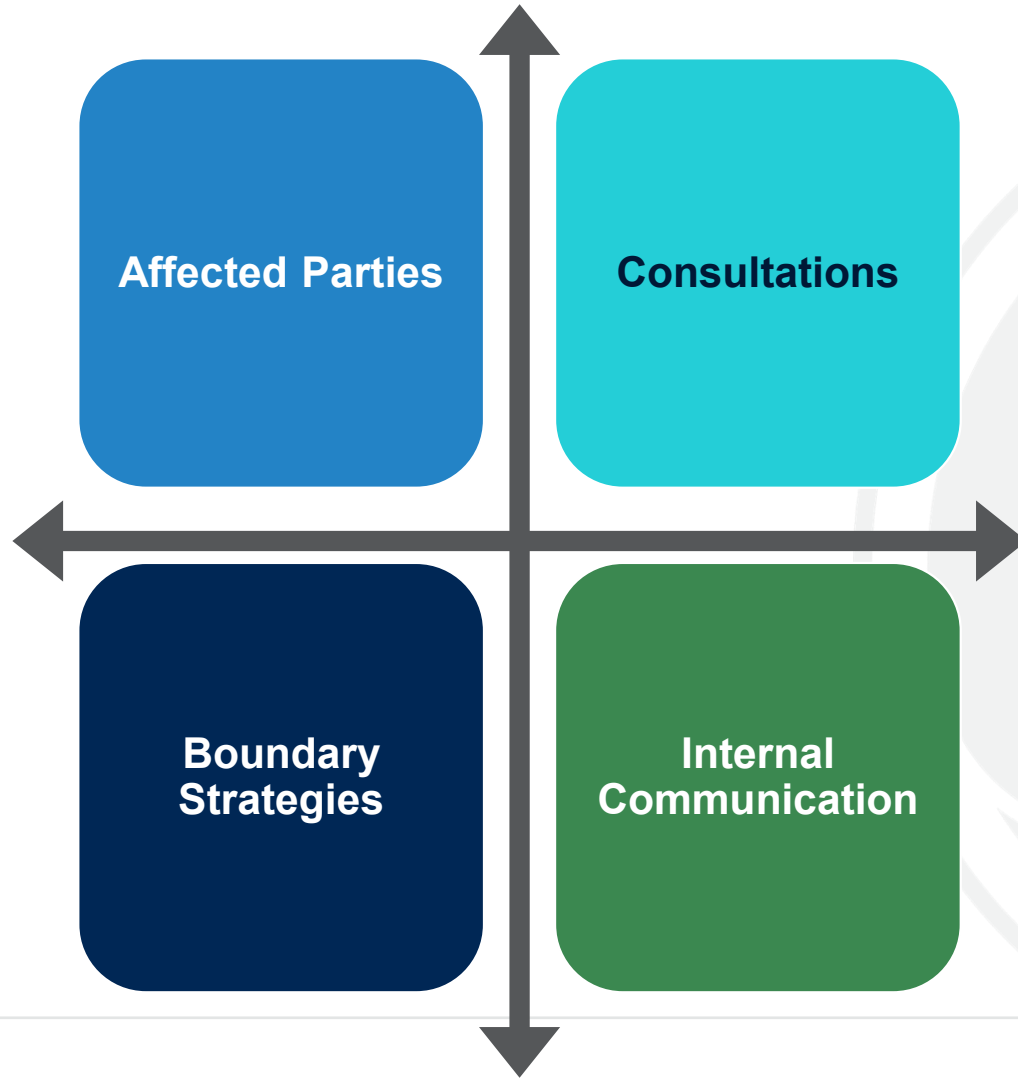 Affected Parties
Consultations
Boundary
Strategies
Internal
Communication